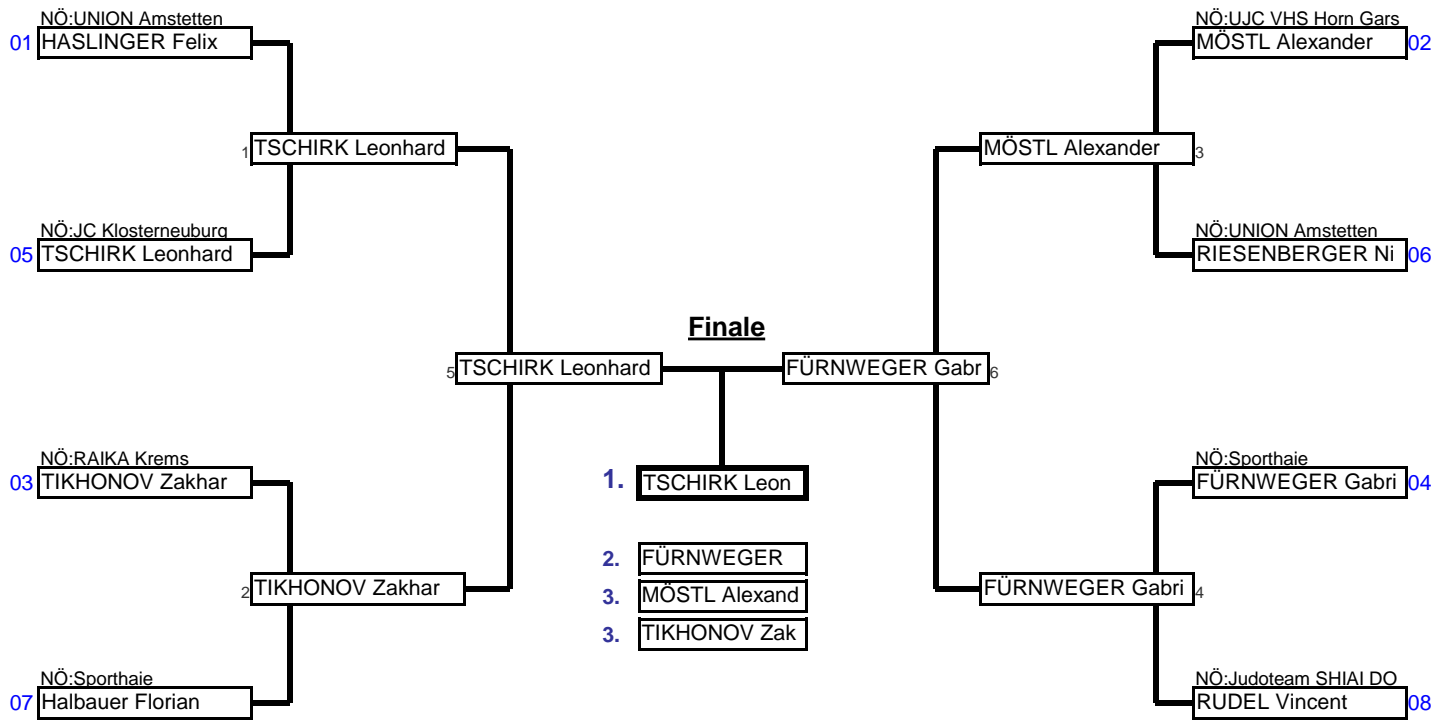 NÖ:UNION Amstetten
01 HASLINGER Felix
NÖ:UJC VHS Horn Gars
MÖSTL Alexander 02
1 TSCHIRK Leonhard
MÖSTL Alexander 3
NÖ:JC Klosterneuburg
05 TSCHIRK Leonhard
NÖ:UNION Amstetten
RIESENBERGER Ni 06
Finale
5 TSCHIRK Leonhard
FÜRNWEGER Gabr 6
NÖ:RAIKA Krems
03 TIKHONOV Zakhar
1. TSCHIRK Leon
NÖ:Sporthaie
FÜRNWEGER Gabri 04
2. FÜRNWEGER
3. MÖSTL Alexand
3. TIKHONOV Zak
2 TIKHONOV Zakhar
FÜRNWEGER Gabri 4
NÖ:Sporthaie
07 Halbauer Florian
NÖ:Judoteam SHIAI DO
RUDEL Vincent 08